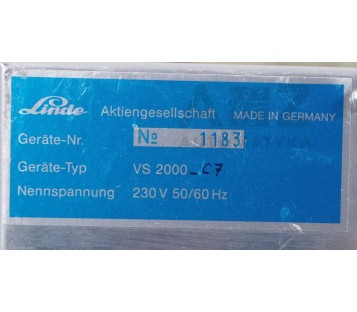 Linde Aktiengesellschaft MADE IN GERMANY
Geräte-Nr. № 1183
Geräte-Typ VS 2000_C7
Nennspannung 230 V 50/60 Hz